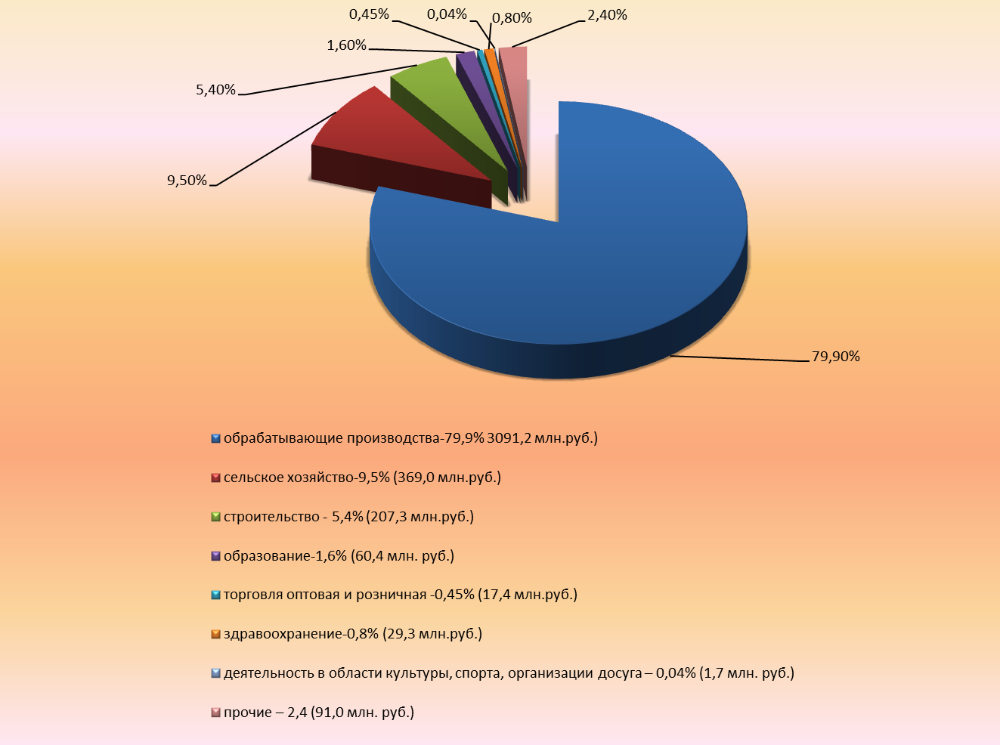 0,45%
0,04%
0,80%
2,40%
1,60%
5,40%
9,50%
79,90%
обрабатывающие производства-79,9% 3091,2 млн.руб.)
сельское хозяйство-9,5% (369,0 млн.руб.)
строительство - 5,4% (207,3 млн.руб.)
образование-1,6% (60,4 млн. руб.)
торговля оптовая и розничная -0,45% (17,4 млн.руб.)
здравоохранение-0,8% (29,3 млн.руб.)
деятельность в области культуры, спорта, организации досуга – 0,04% (1,7 млн. руб.)
прочие – 2,4 (91,0 млн. руб.)